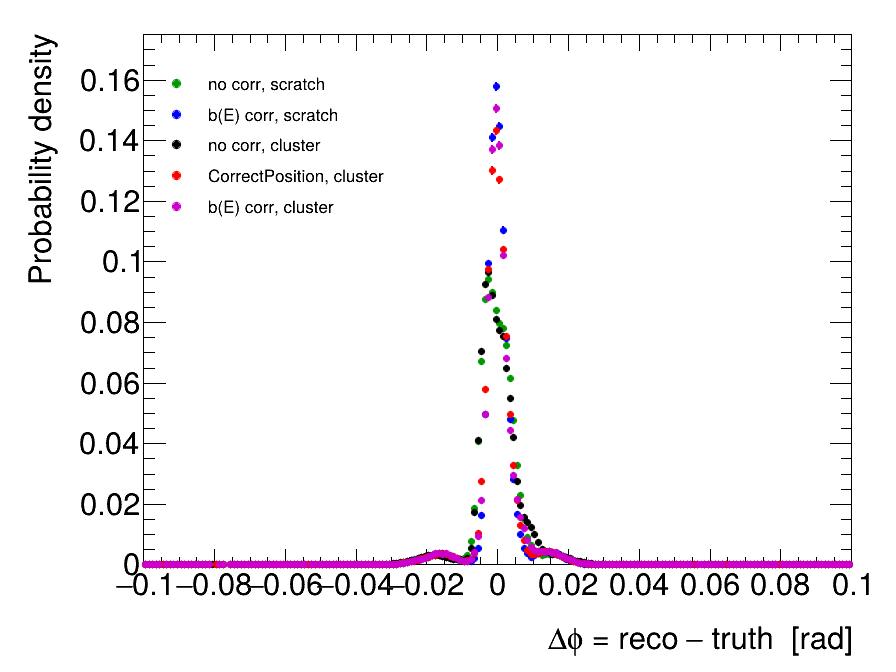 Probability density
0.16
0.14
0.12
0.1
0.08
0.06
0.04
0.02
0
no corr, scratch
b(E) corr, scratch
no corr, cluster
CorrectPosition, cluster
b(E) corr, cluster
−0.1 −0.08 −0.06 −0.04 −0.02 0 0.02 0.04 0.06 0.08 0.1
Δϕ = reco − truth [rad]